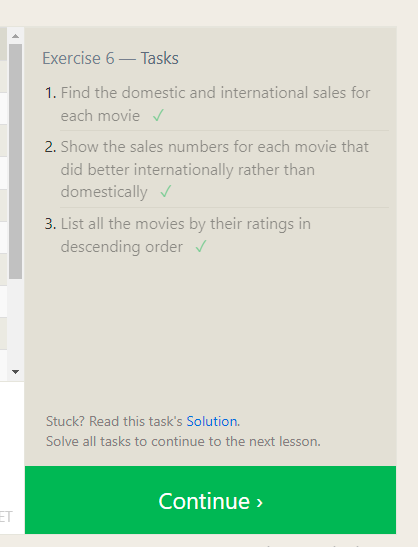 Exercise 6 — Tasks
1. Find the domestic and international sales for
each movie ✓
2. Show the sales numbers for each movie that
did better internationally rather than
domestically ✓
3. List all the movies by their ratings in
descending order ✓
Stuck? Read this task's Solution.
Solve all tasks to continue to the next lesson.
ET
Continue ›